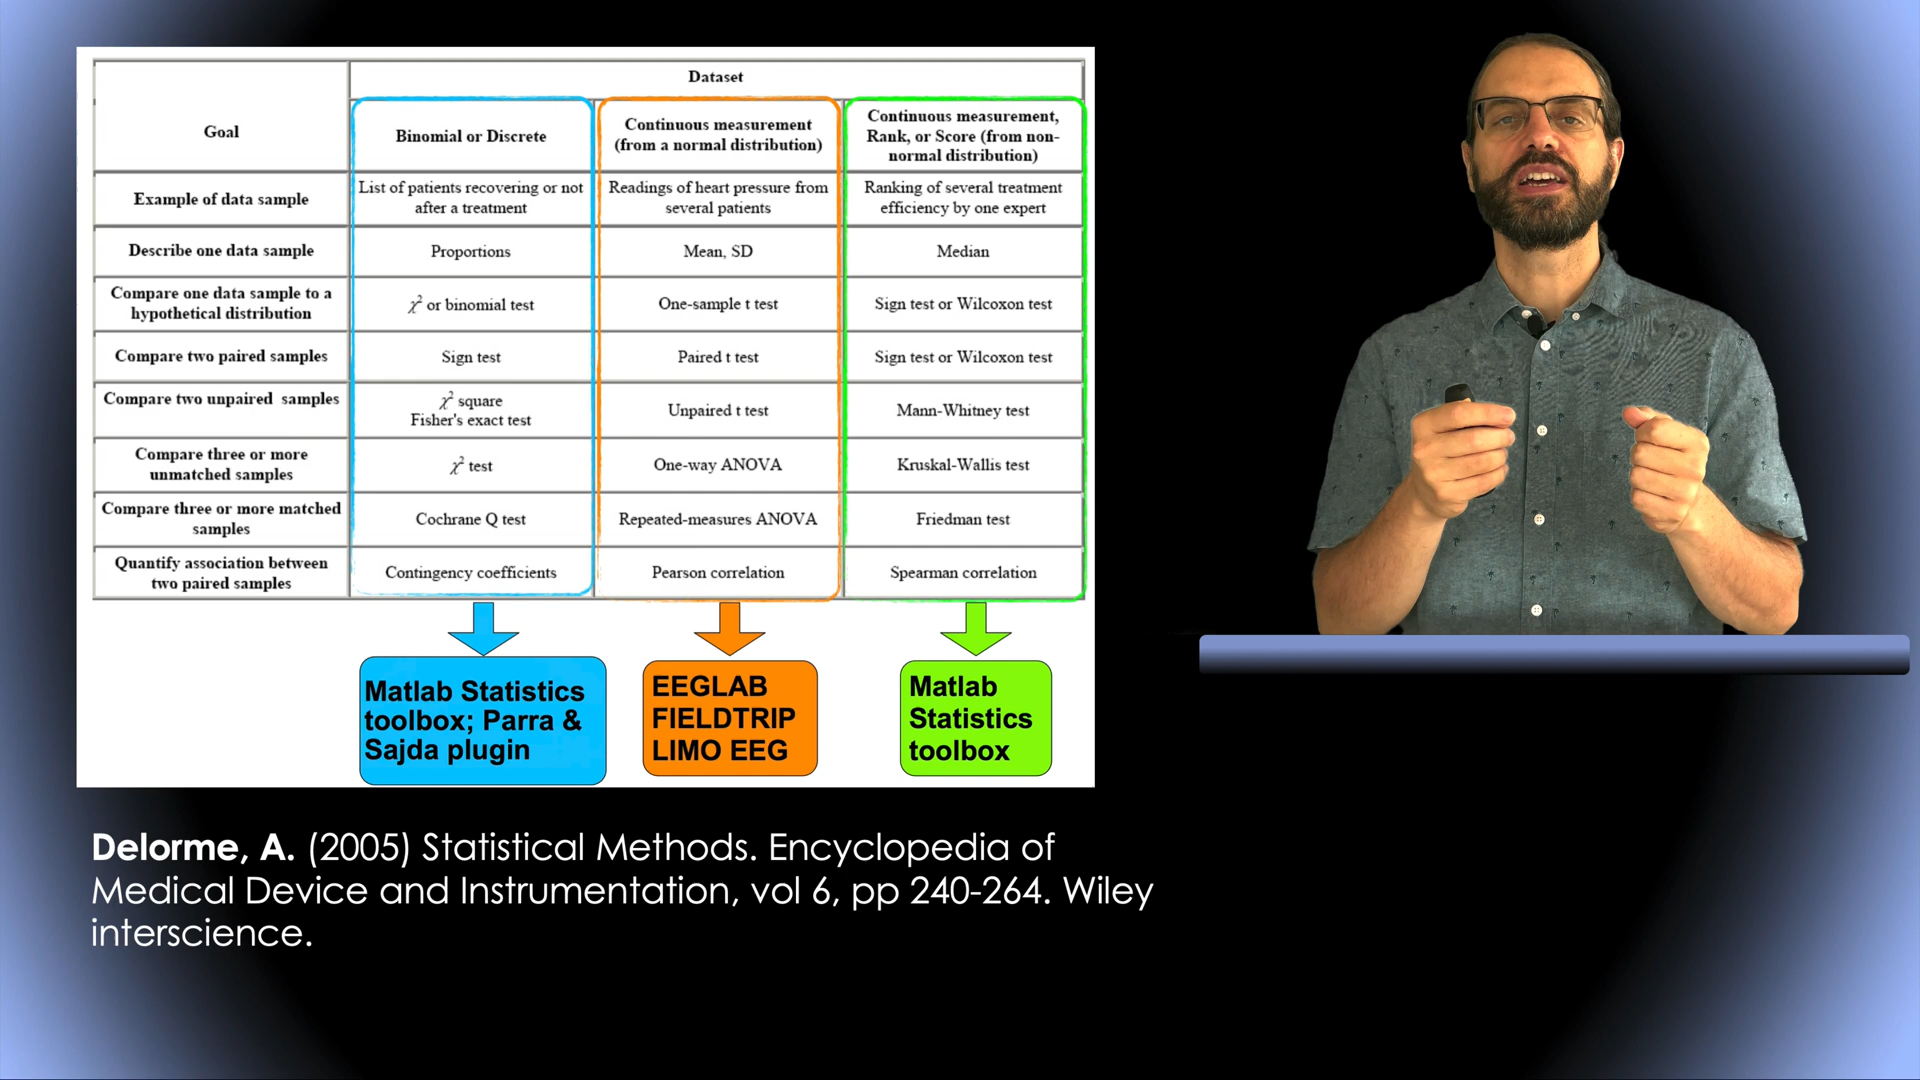 Dataset
Goal
Binomial or Discrete
Continuous measurement
(from a normal distribution)
Continuous measurement,
Rank, or Score (from non-
normal distribution)
Example of data sample
List of patients recovering or not
after a treatment
Readings of heart pressure from
several patients
Ranking of several treatment
efficiency by one expert
Describe one data sample
Proportions
Mean, SD
Median
Compare one data sample to a
hypothetical distribution
χ² or binomial test
One-sample t test
Sign test or Wilcoxon test
Compare two paired samples
Sign test
Paired t test
Sign test or Wilcoxon test
Compare two unpaired samples
χ² square
Fisher's exact test
Unpaired t test
Mann-Whitney test
Compare three or more
unmatched samples
χ² test
One-way ANOVA
Kruskal-Wallis test
Compare three or more matched
samples
Cochrane Q test
Repeated-measures ANOVA
Friedman test
Quantify association between
two paired samples
Contingency coefficients
Pearson correlation
Spearman correlation
Matlab Statistics
toolbox; Parra &
Sajda plugin
EEGLAB
FIELDTRIP
LIMO EEG
Matlab
Statistics
toolbox
Delorme, A. (2005) Statistical Methods. Encyclopedia of
Medical Device and Instrumentation, vol 6, pp 240-264. Wiley
interscience.